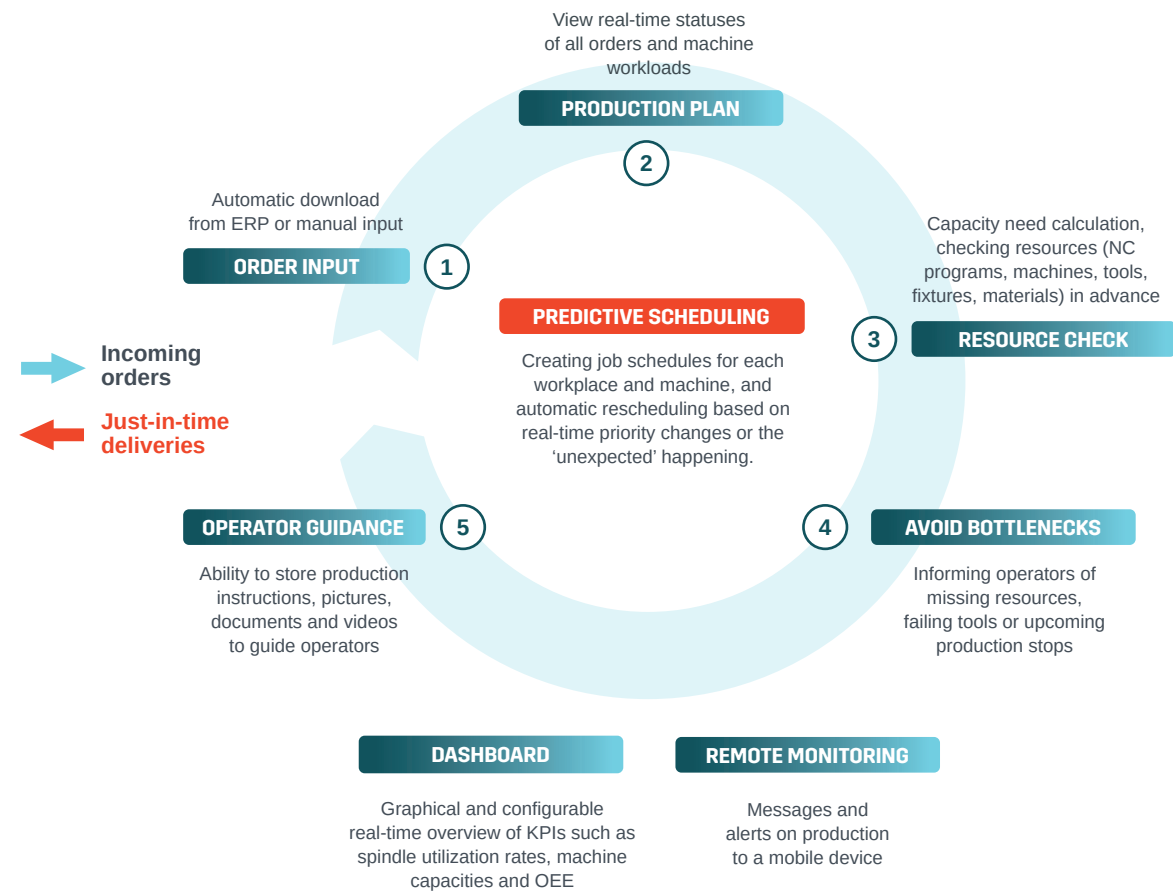 View real-time statuses
of all orders and machine
workloads
PRODUCTION PLAN
2
Automatic download
from ERP or manual input
ORDER INPUT
1
Capacity need calculation,
checking resources (NC
programs, machines, tools,
fixtures, materials) in advance
RESOURCE CHECK
3
PREDICTIVE SCHEDULING
Creating job schedules for each
workplace and machine, and
automatic rescheduling based on
real-time priority changes or the
‘unexpected’ happening.
Incoming
orders
Just-in-time
deliveries
OPERATOR GUIDANCE
5
Ability to store production
instructions, pictures,
documents and videos
to guide operators
4
AVOID BOTTLENECKS
Informing operators of
missing resources,
failing tools or upcoming
production stops
DASHBOARD
Graphical and configurable
real-time overview of KPIs such as
spindle utilization rates, machine
capacities and OEE
REMOTE MONITORING
Messages and
alerts on production
to a mobile device